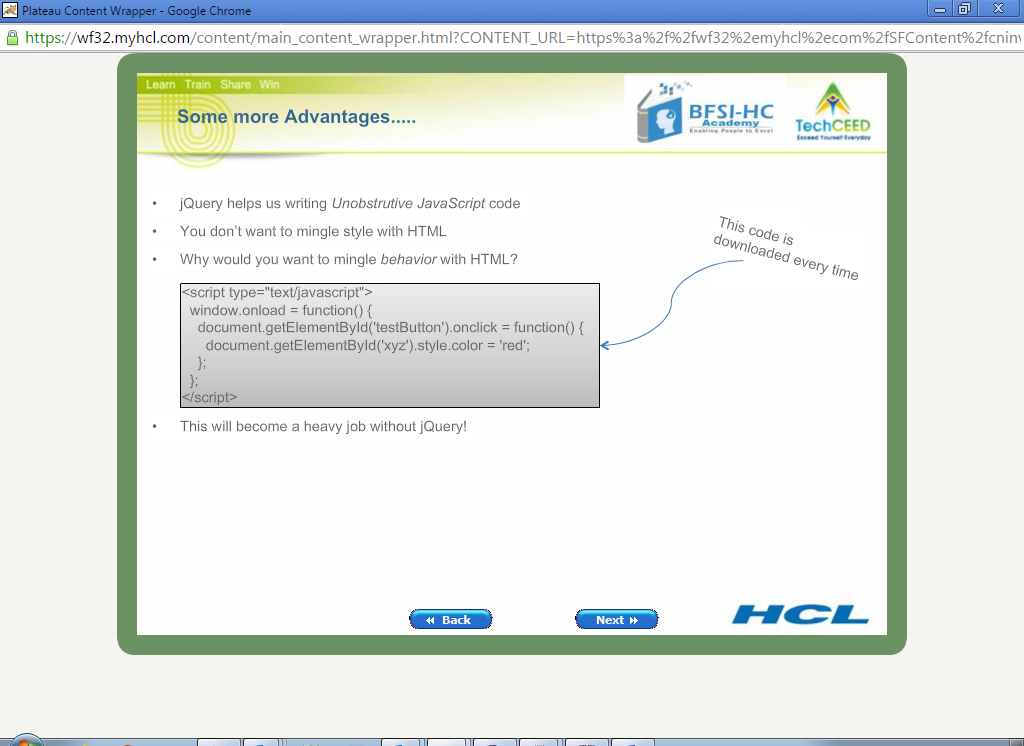 Plateau Content Wrapper - Google Chrome
https://wf32.myhcl.com/content/main_content_wrapper.html?CONTENT_URL=https%3a%2f%2fwf32%2emyhcl%2ecom%2fSFContent%2fcninv
Learn Train Share Win
Some more Advantages.....
BFSI-HC
Academy
Enabling People to Excel
TechCEED
Exceed Yourself Everyday
• jQuery helps us writing Unobstrutive JavaScript code
• You don’t want to mingle style with HTML
• Why would you want to mingle behavior with HTML?
This code is
downloaded every time
<script type="text/javascript">
window.onload = function() {
document.getElementById('testButton').onclick = function() {
document.getElementById('xyz').style.color = 'red';
};
};
</script>
• This will become a heavy job without jQuery!
Back
Next
HCL